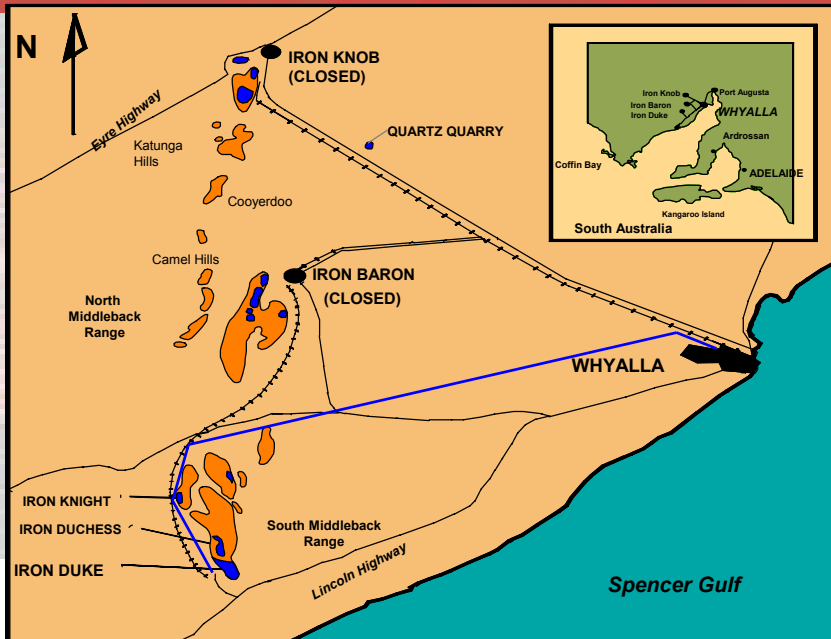 N
IRON KNOB
(CLOSED)
Eyre Highway
Katunga
Hills
QUARTZ QUARRY
Cooyerdoo
Camel Hills
IRON BARON
(CLOSED)
North
Middleback
Range
WHYALLA
IRON KNIGHT
IRON DUCHESS
IRON DUKE
South Middleback
Range
Lincoln Highway
Spencer Gulf
Iron Knob
Port Augusta
Iron Baron
WHYALLA
Iron Duke
Ardrossan
Coffin Bay
ADELAIDE
Kangaroo Island
South Australia